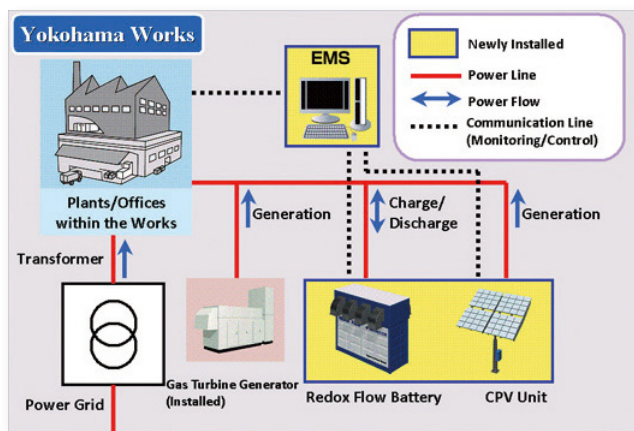 Yokohama Works
EMS
Newly Installed
Power Line
Power Flow
Communication Line
(Monitoring/Control)
Plants/Offices
within the Works
Generation
Charge/
Discharge
Generation
Transformer
Power Grid
Gas Turbine Generator
(Installed)
Redox Flow Battery
CPV Unit